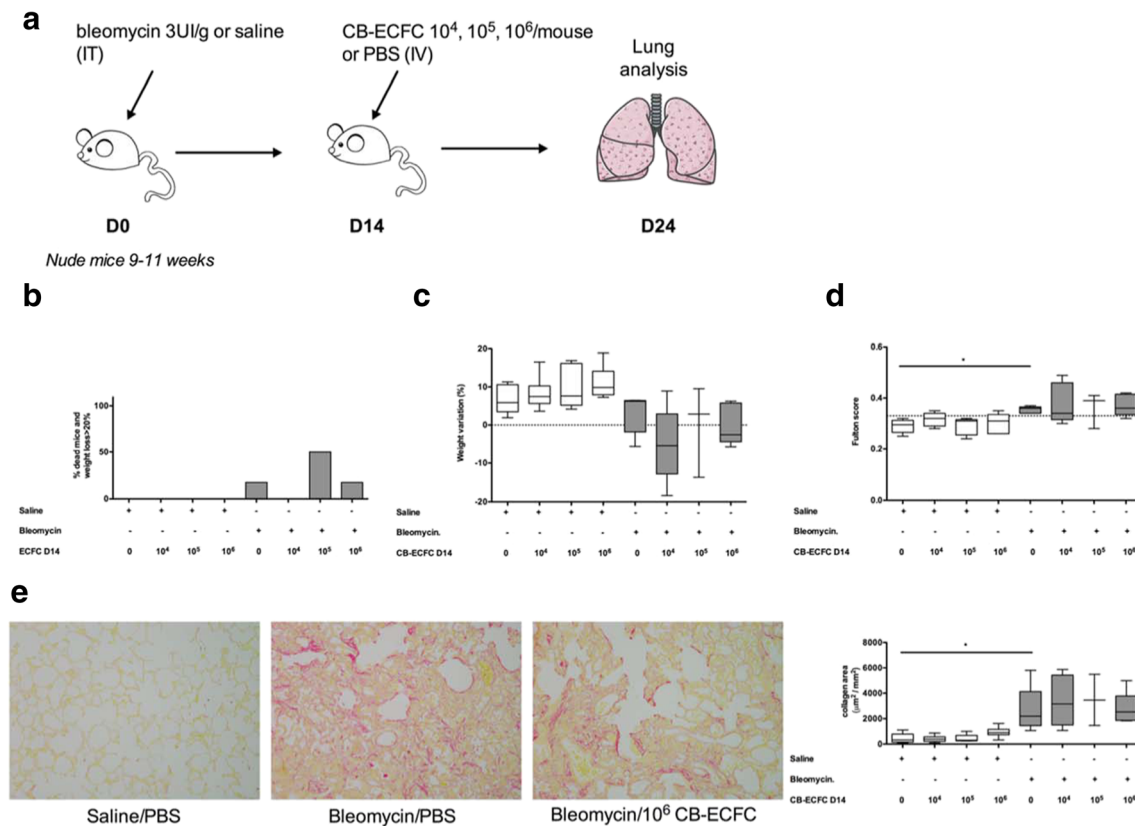 a
bleomycin 3UI/g or saline
(IT)
CB-ECFC 10⁴, 10⁵, 10⁶/mouse
or PBS (IV)
Lung
analysis
D0
D14
D24
Nude mice 9-11 weeks
b
% dead mice and
weight loss>20%
100
50
0
Saline + + + + - - - -
Bleomycin - - - - + + + +
ECFC D14 0 10⁴ 10⁵ 10⁶ 0 10⁴ 10⁵ 10⁶
c
Weight variation (%)
20
10
0
-10
-20
Saline + + + + - - - -
Bleomycin. - - - - + + + +
CB-ECFC D14 0 10⁴ 10⁵ 10⁶ 0 10⁴ 10⁵ 10⁶
d
Fulton score
0.6
0.4
0.2
0.0
*
Saline + + + + - - - -
Bleomycin. - - - - + + + +
CB-ECFC D14 0 10⁴ 10⁵ 10⁶ 0 10⁴ 10⁵ 10⁶
e
Saline/PBS
Bleomycin/PBS
Bleomycin/10⁶ CB-ECFC
collagen area
(μm²/ mm²)
8000
6000
4000
2000
0
*
Saline + + + + - - - -
Bleomycin. - - - - + + + +
CB-ECFC D14 0 10⁴ 10⁵ 10⁶ 0 10⁴ 10⁵ 10⁶